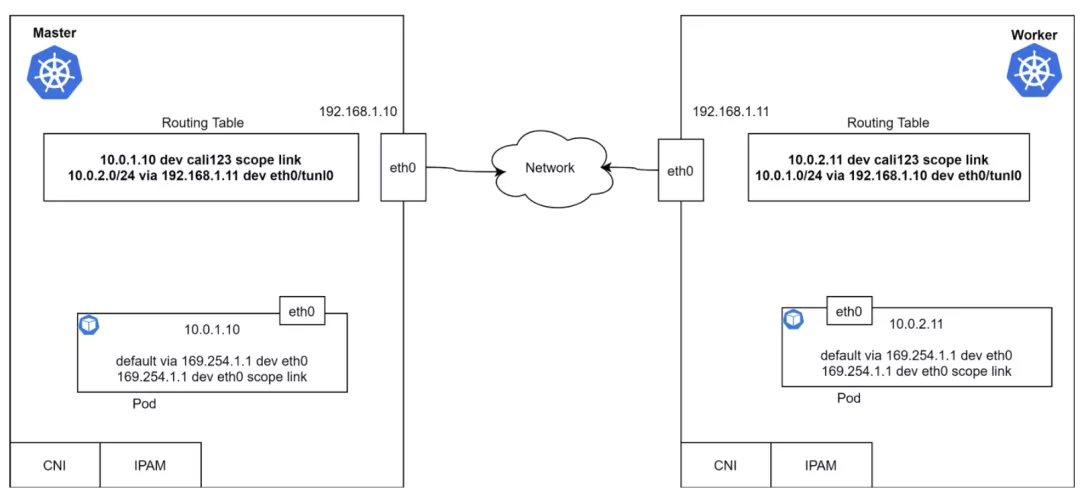 Master
192.168.1.10
Routing Table
10.0.1.10 dev cali123 scope link
10.0.2.0/24 via 192.168.1.11 dev eth0/tunl0
eth0
eth0
10.0.1.10
default via 169.254.1.1 dev eth0
169.254.1.1 dev eth0 scope link
Pod
CNI
IPAM
Network
Worker
192.168.1.11
Routing Table
10.0.2.11 dev cali123 scope link
10.0.1.0/24 via 192.168.1.10 dev eth0/tunl0
eth0
eth0
10.0.2.11
default via 169.254.1.1 dev eth0
169.254.1.1 dev eth0 scope link
Pod
CNI
IPAM